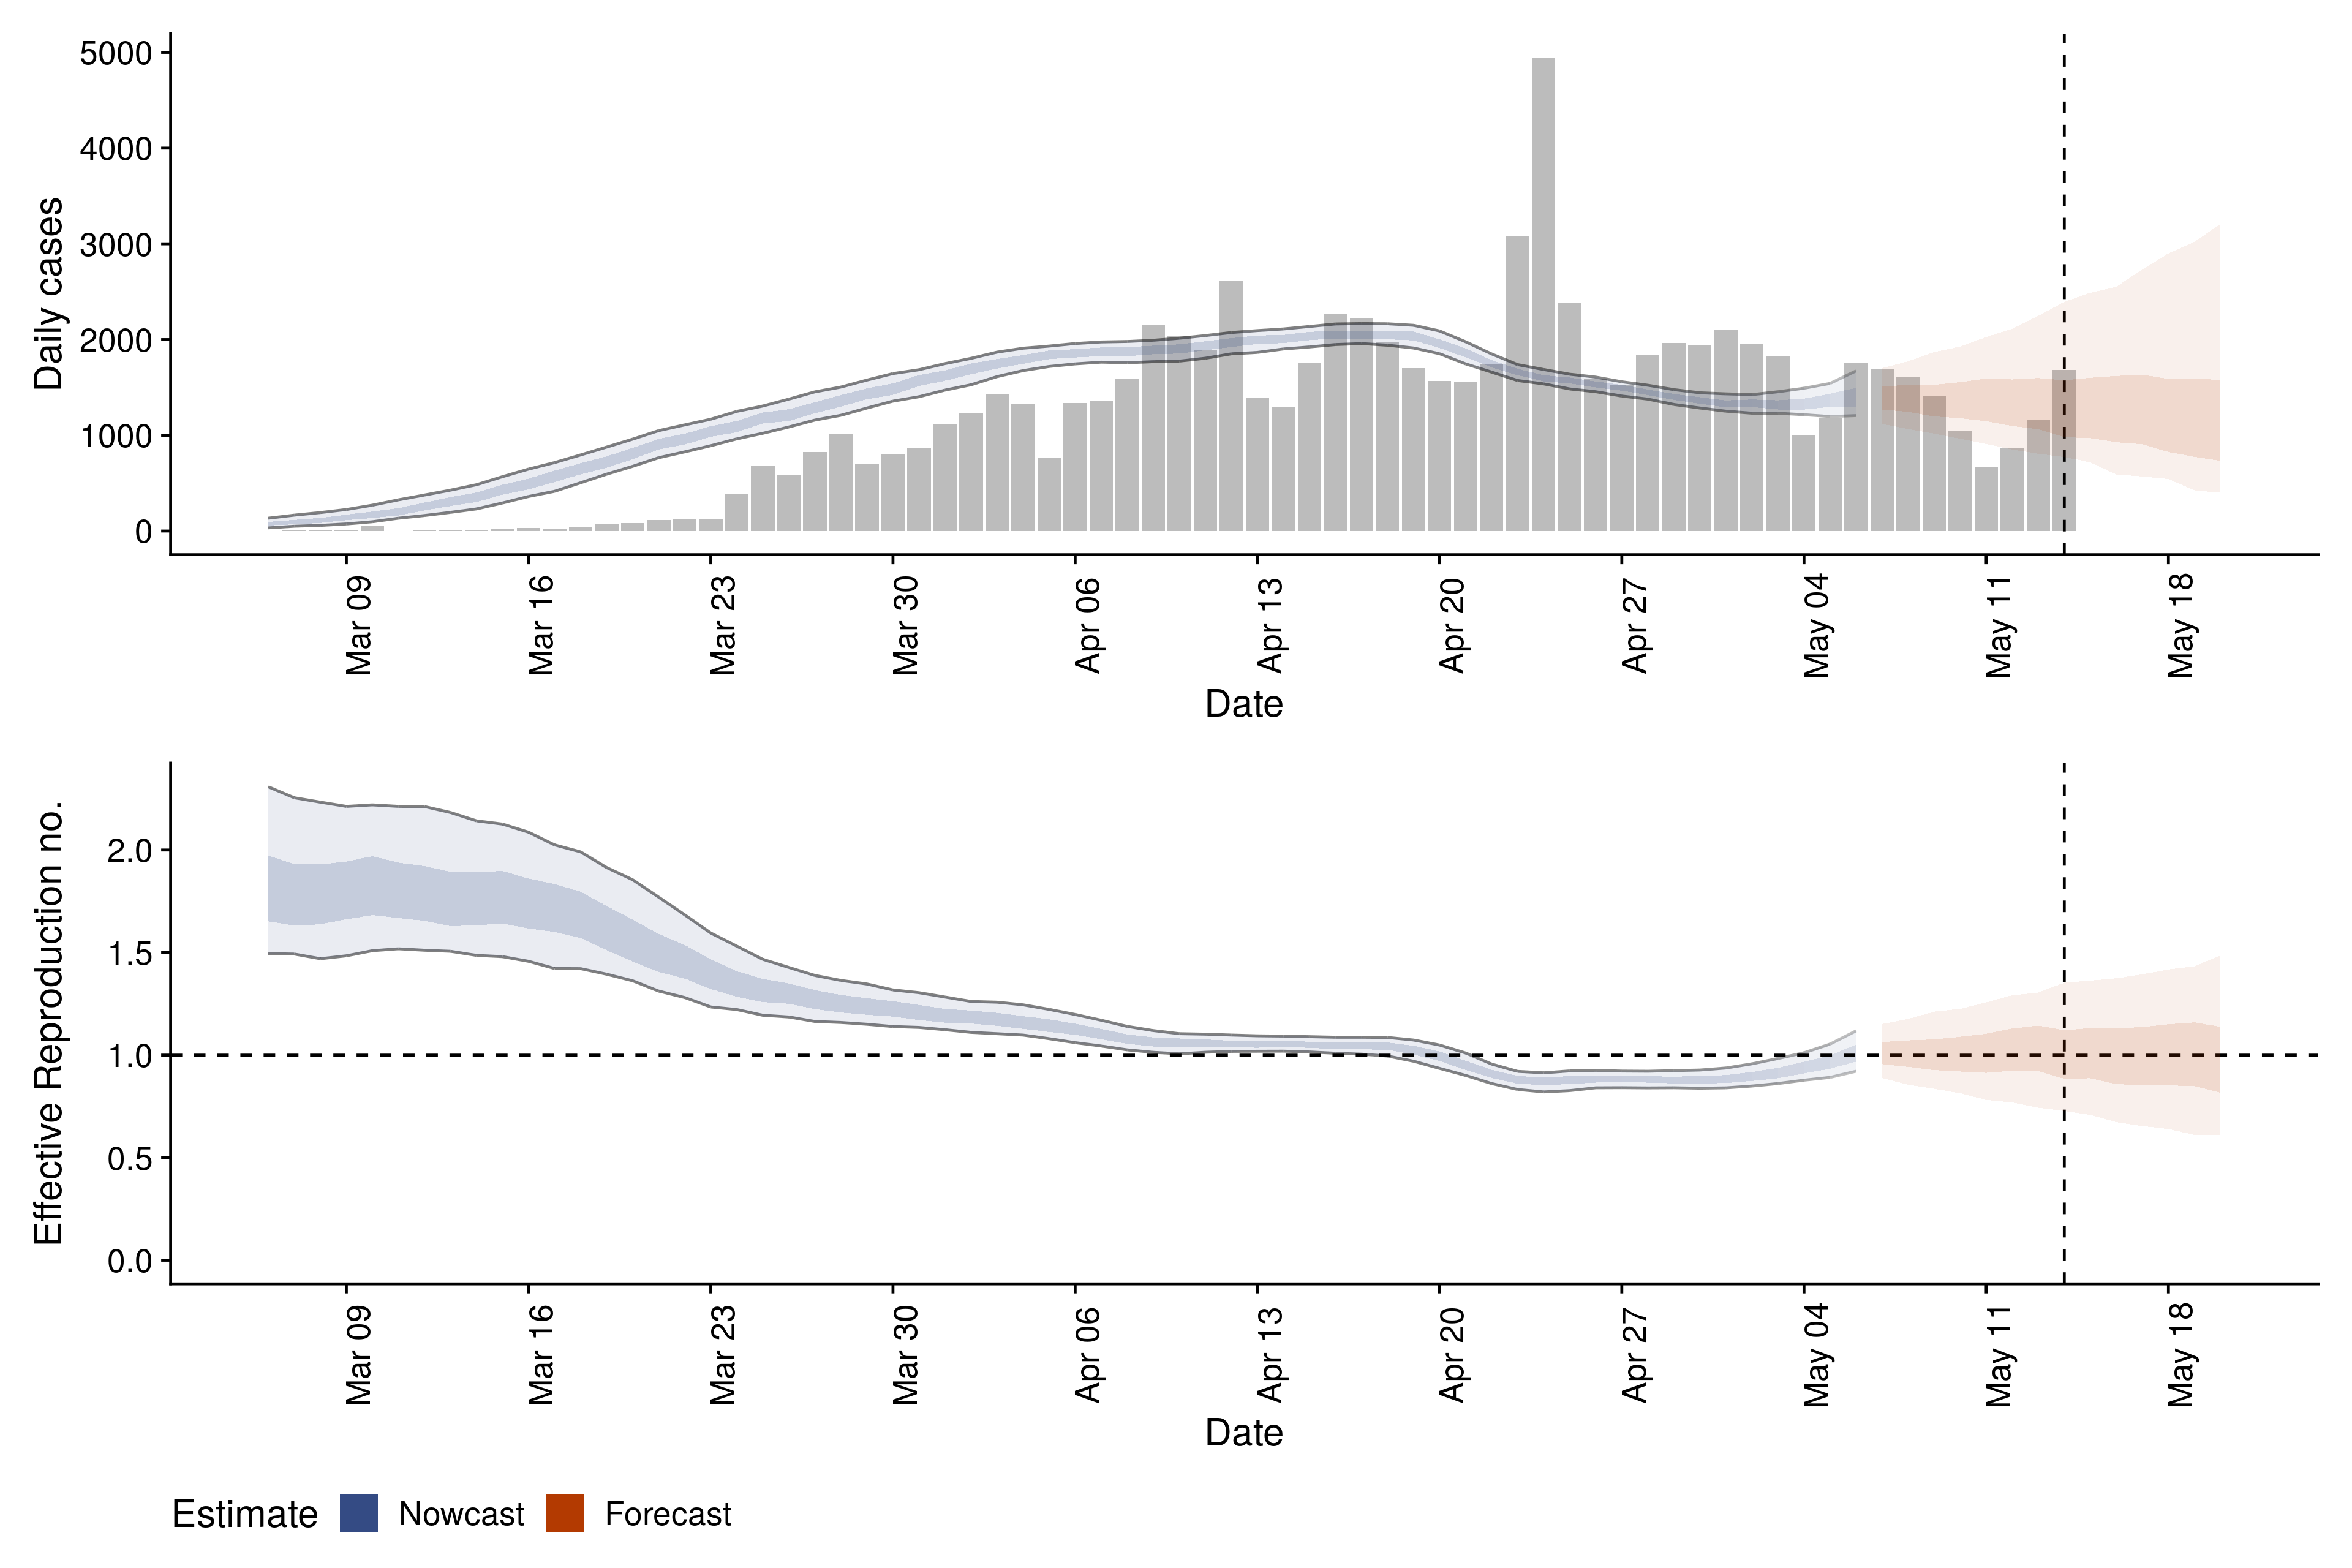 Daily cases
5000
4000
3000
2000
1000
0
Mar 09 Mar 16 Mar 23 Mar 30 Apr 06 Apr 13 Apr 20 Apr 27 May 04 May 11 May 18
Date
Effective Reproduction no.
2.0
1.5
1.0
0.5
0.0
Mar 09 Mar 16 Mar 23 Mar 30 Apr 06 Apr 13 Apr 20 Apr 27 May 04 May 11 May 18
Date
Estimate Nowcast Forecast